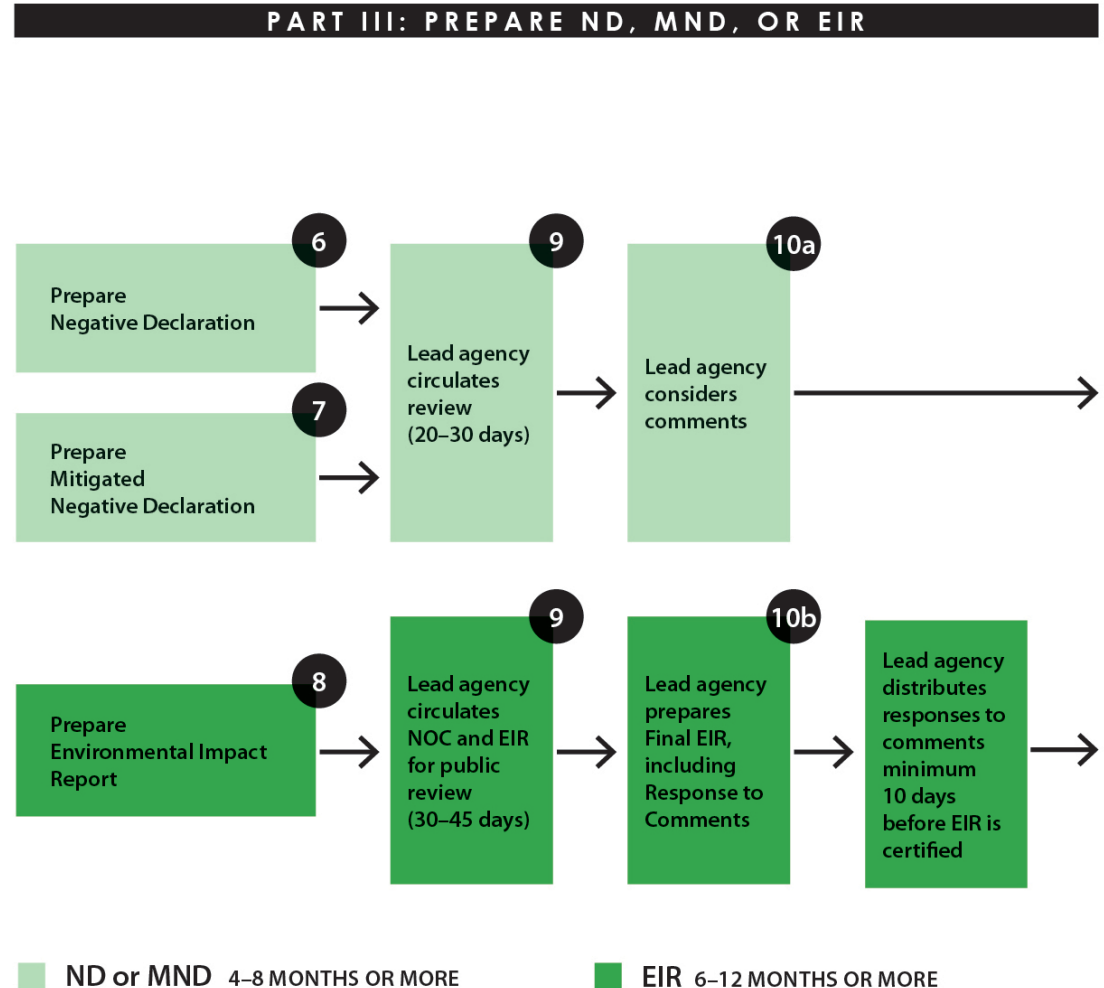 PART III: PREPARE ND, MND, OR EIR
6
Prepare
Negative Declaration
7
Prepare
Mitigated
Negative Declaration
9
Lead agency
circulates
review
(20–30 days)
10a
Lead agency
considers
comments
8
Prepare
Environmental Impact
Report
9
Lead agency
circulates
NOC and EIR
for public
review
(30–45 days)
10b
Lead agency
prepares
Final EIR,
including
Response to
Comments
Lead agency
distributes
responses to
comments
minimum
10 days
before EIR is
certified
ND or MND 4–8 MONTHS OR MORE
EIR 6–12 MONTHS OR MORE